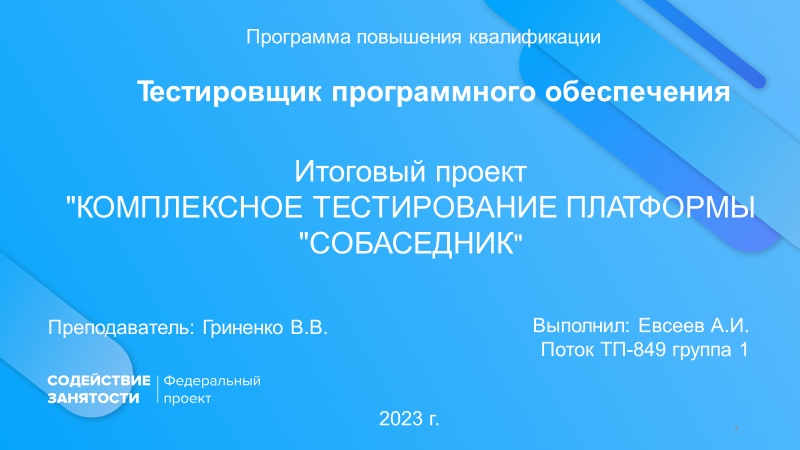 Программа повышения квалификации
Тестировщик программного обеспечения
Итоговый проект
"КОМПЛЕКСНОЕ ТЕСТИРОВАНИЕ ПЛАТФОРМЫ
"СОБАСЕДНИК"
Преподаватель: Гриненко В.В.
Выполнил: Евсеев А.И.
Поток ТП-849 группа 1
СОДЕЙСТВИЕ
ЗАНЯТОСТИ
Федеральный
проект
2023 г.